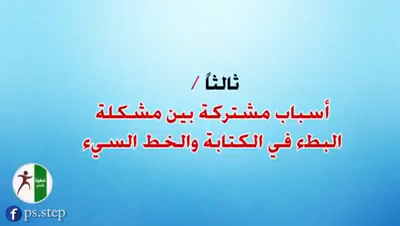 ثالثاً /
أسباب مشتركة بين مشكلة
البطء في الكتابة والخط السيء
ps.step